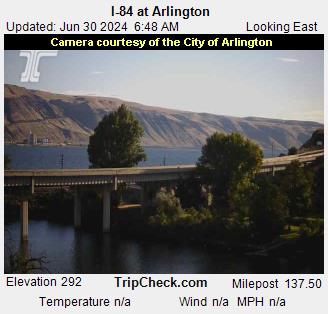 I-84 at Arlington
Updated: Jun 30 2024 6:48 AM Looking East
Camera courtesy of the City of Arlington
Elevation 292 TripCheck.com Milepost 137.50
Temperature n/a Wind n/a MPH n/a